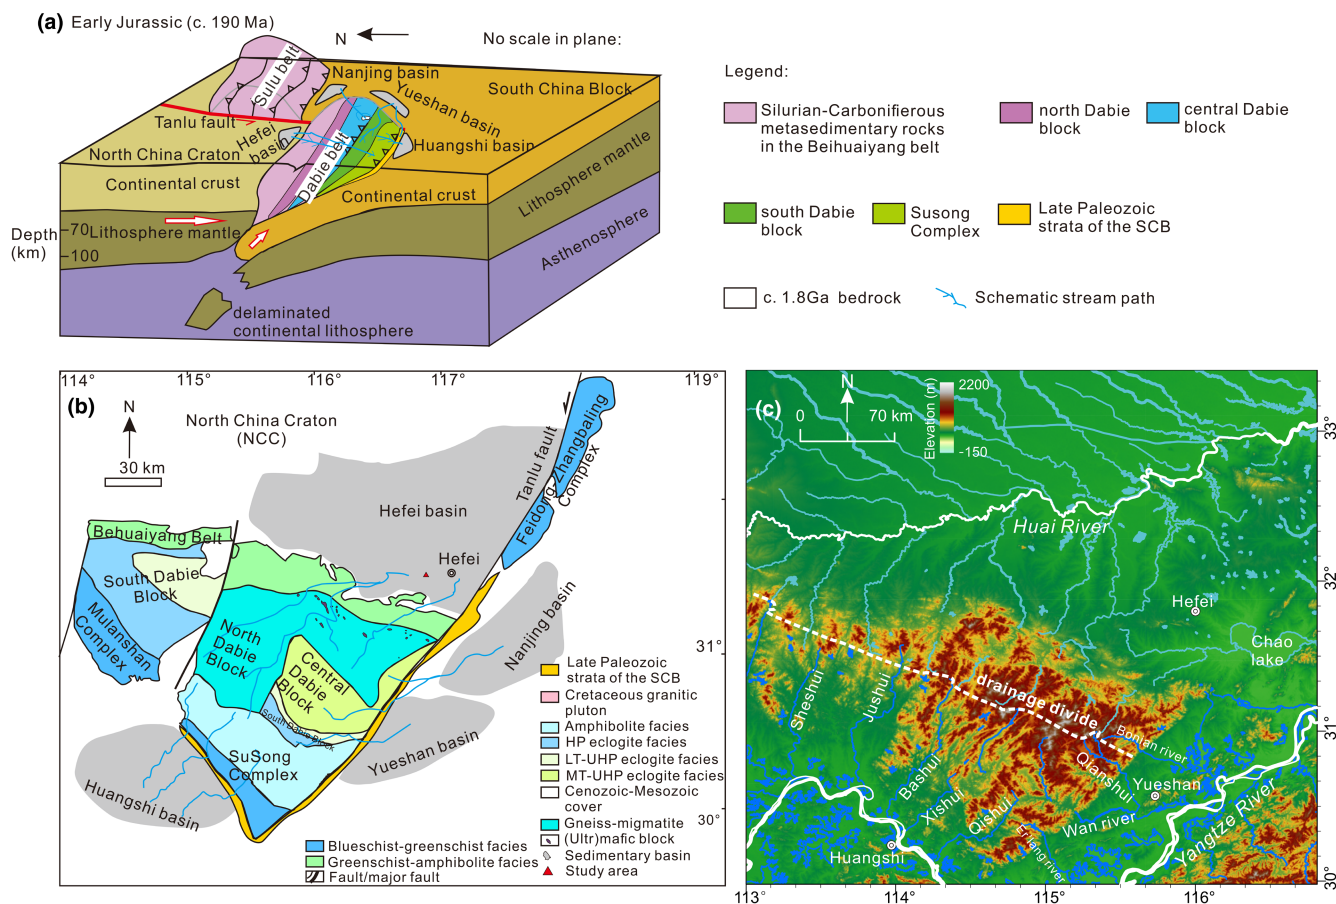 (a) Early Jurassic (c. 190 Ma)
N
No scale in plane:
Sulu belt
Nanjing basin
Yueshan basin
South China Block
Tanlu fault
Hefei
basin
Huangshi basin
North China Craton
Dabie belt
Continental crust
Continental crust
Lithosphere mantle
Depth
(km)
70
Lithosphere mantle
100
Asthenosphere
delaminated
continental lithosphere
Legend:
Silurian-Carbonifierous
metasedimentary rocks
in the Beihuaiyang belt
north Dabie
block
central Dabie
block
south Dabie
block
Susong
Complex
Late Paleozoic
strata of the SCB
c. 1.8Ga bedrock
Schematic stream path
114°
115°
116°
117°
119°
(b)
N
30 km
North China Craton
(NCC)
Tanlu fault
Feidong-Zhangbaling
Complex
Hefei basin
Hefei
Behuaiyang Belt
South Dabie
Block
Mulanshan
Complex
North
Dabie
Block
Central
Dabie
Block
South Dabie Block
SuSong
Complex
Nanjing basin
Yueshan basin
Huangshi basin
31°
30°
Late Paleozoic
strata of the SCB
Cretaceous granitic
pluton
Amphibolite facies
HP eclogite facies
LT-UHP eclogite facies
MT-UHP eclogite facies
Cenozoic-Mesozoic
cover
Gneiss-migmatite
(Ultr)mafic block
Sedimentary basin
Study area
Blueschist-greenschist facies
Greenschist-amphibolite facies
Fault/major fault
(c)
N
0
70 km
Elevation (m)
2200
-150
Huai River
Hefei
Chao
lake
drainage divide
Sheshui
Jushui
Bashui
Xishui
Qishui
Erlang river
Bonian river
Qianshui
Yueshan
Wan river
Yangtze River
Huangshi
33°
32°
31°
30°
113°
114°
115°
116°